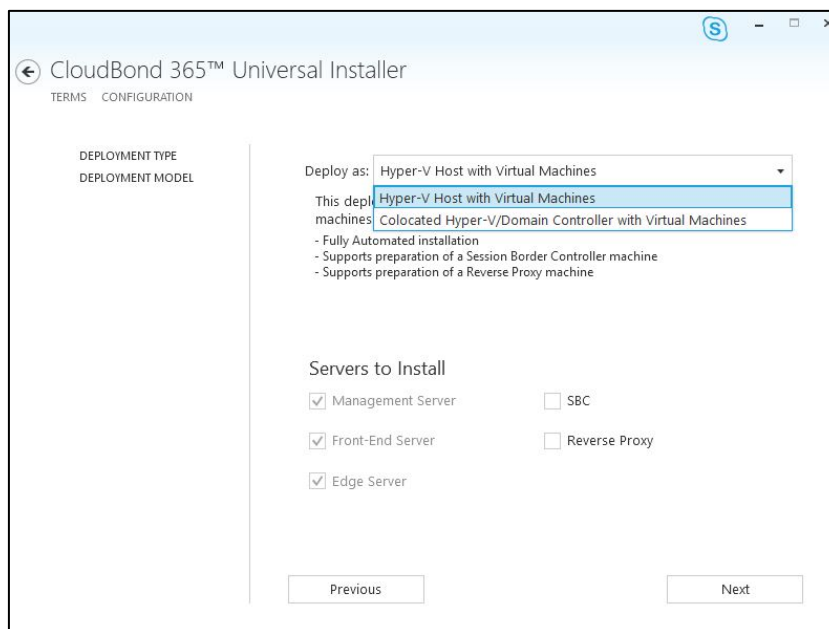 S
CloudBond 365™ Universal Installer
TERMS CONFIGURATION
DEPLOYMENT TYPE
DEPLOYMENT MODEL
Deploy as: Hyper-V Host with Virtual Machines
Hyper-V Host with Virtual Machines
This depl
Colocated Hyper-V/Domain Controller with Virtual Machines
machines
- Fully Automated installation
- Supports preparation of a Session Border Controller machine
- Supports preparation of a Reverse Proxy machine
Servers to Install
Management Server
SBC
Front-End Server
Reverse Proxy
Edge Server
Previous
Next